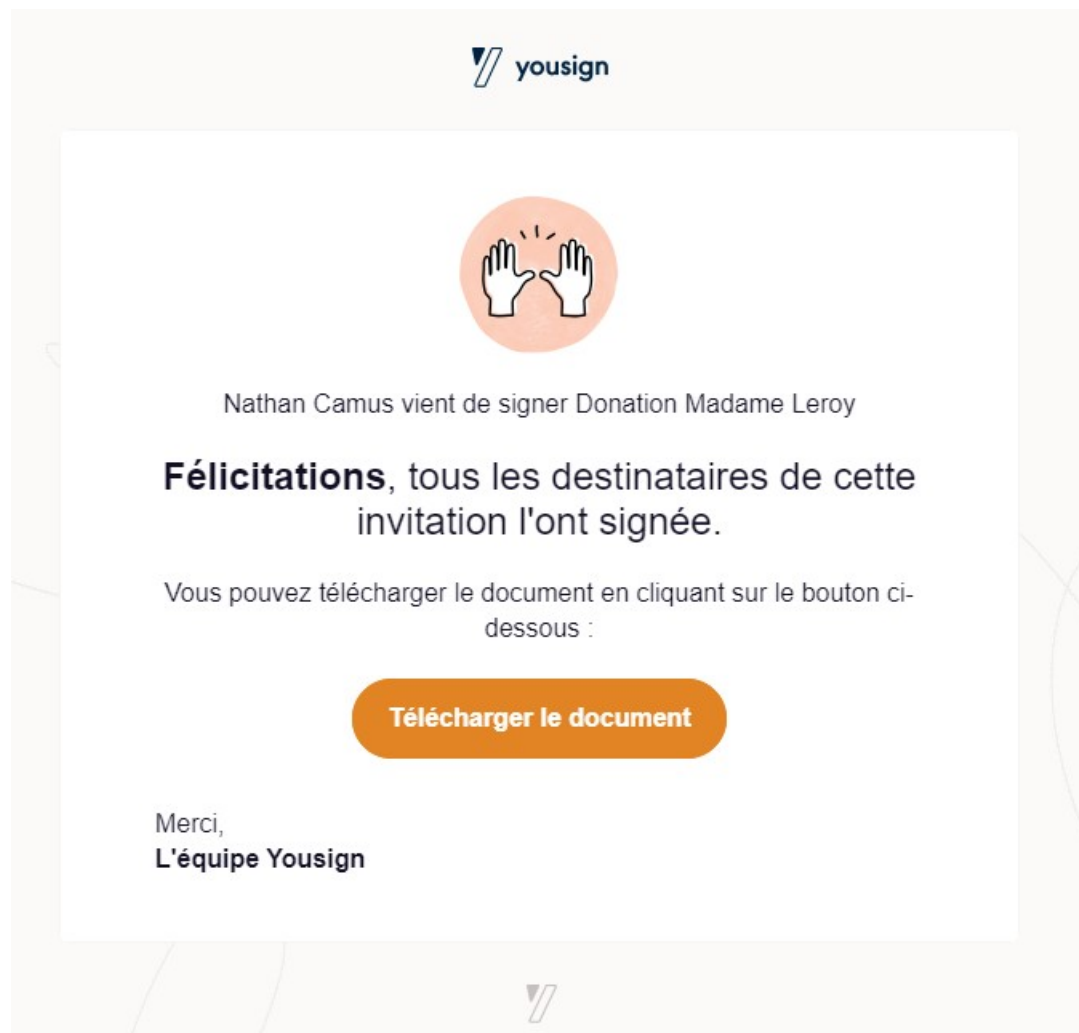 yousign
Nathan Camus vient de signer Donation Madame Leroy
Félicitations, tous les destinataires de cette
invitation l'ont signée.
Vous pouvez télécharger le document en cliquant sur le bouton ci-
dessous :
Télécharger le document
Merci,
L'équipe Yousign